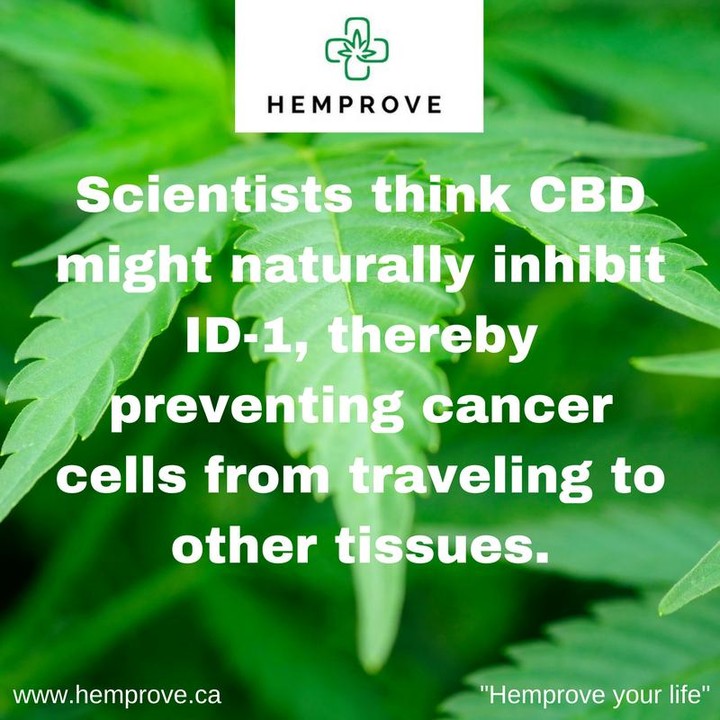 HEMPROVE
Scientists think CBD
might naturally inhibit
ID-1, thereby
preventing cancer
cells from traveling to
other tissues.
www.hemprove.ca
"Hemprove your life"